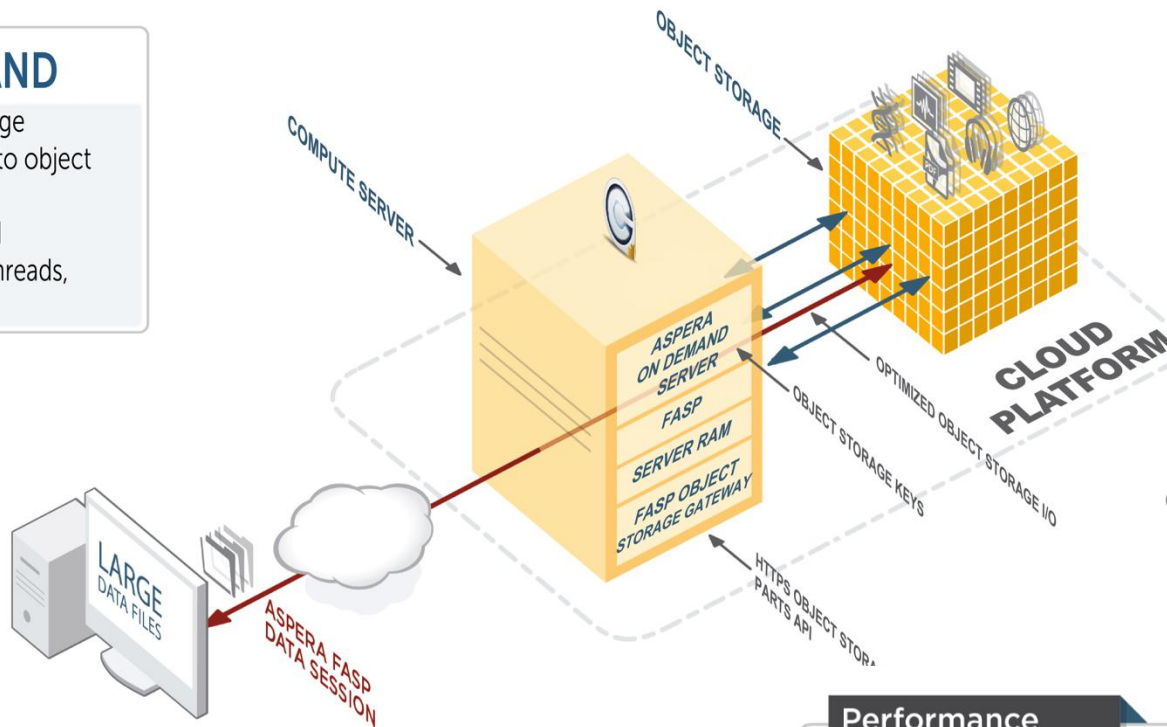 AND
ge
to object
hreads,
OBJECT STORAGE
COMPUTE SERVER
PDF
ASPERA
ON DEMAND
SERVER
FASP
SERVER RAM
FASP OBJECT
STORAGE GATEWAY
CLOUD
PLATFORM
OPTIMIZED OBJECT STORAGE I/O
OBJECT STORAGE KEYS
HTTPS OBJECT STORA
PARTS API
LARGE
DATA FILES
ASPERA FASP
DATA SESSION
Performance